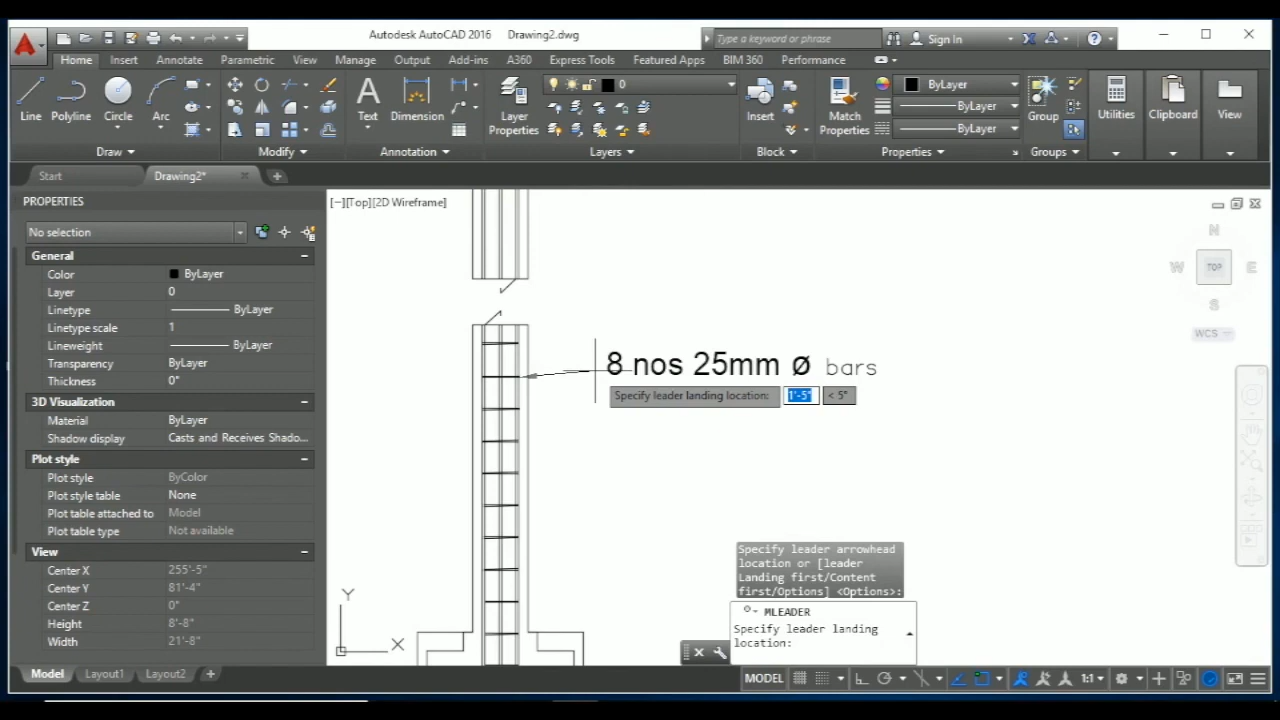 Autodesk AutoCAD 2016 Drawing2.dwg
Type a keyword or phrase
Sign In
Home Insert Annotate Parametric View Manage Output Add-ins A360 Express Tools Featured Apps BIM 360 Performance
0
ByLayer
ByLayer
ByLayer
Line Polyline Circle Arc Text Dimension Layer Properties Insert Match Properties Group Utilities Clipboard View
Draw Modify Annotation Layers Block Properties Groups
Start Drawing2*
PROPERTIES
No selection
General
Color ByLayer
Layer 0
Linetype ByLayer
Linetype scale 1
Lineweight ByLayer
Transparency ByLayer
Thickness 0"
3D Visualization
Material ByLayer
Shadow display Casts and Receives Shado...
Plot style
Plot style ByColor
Plot style table None
Plot table attached to Model
Plot table type Not available
View
Center X 255'-5"
Center Y 81'-4"
Center Z 0"
Height 8'-8"
Width 21'-8"
[−][Top][2D Wireframe]
N
W TOP E
S
WCS
8 nos 25mm ø bars
Specify leader landing location: 1'-5" < 5°
Specify leader arrowhead
location or [leader
Landing first/Content
first/Options] <Options>:
MLEADER
Specify leader landing
location:
Y
X
Model Layout1 Layout2
MODEL 1:1